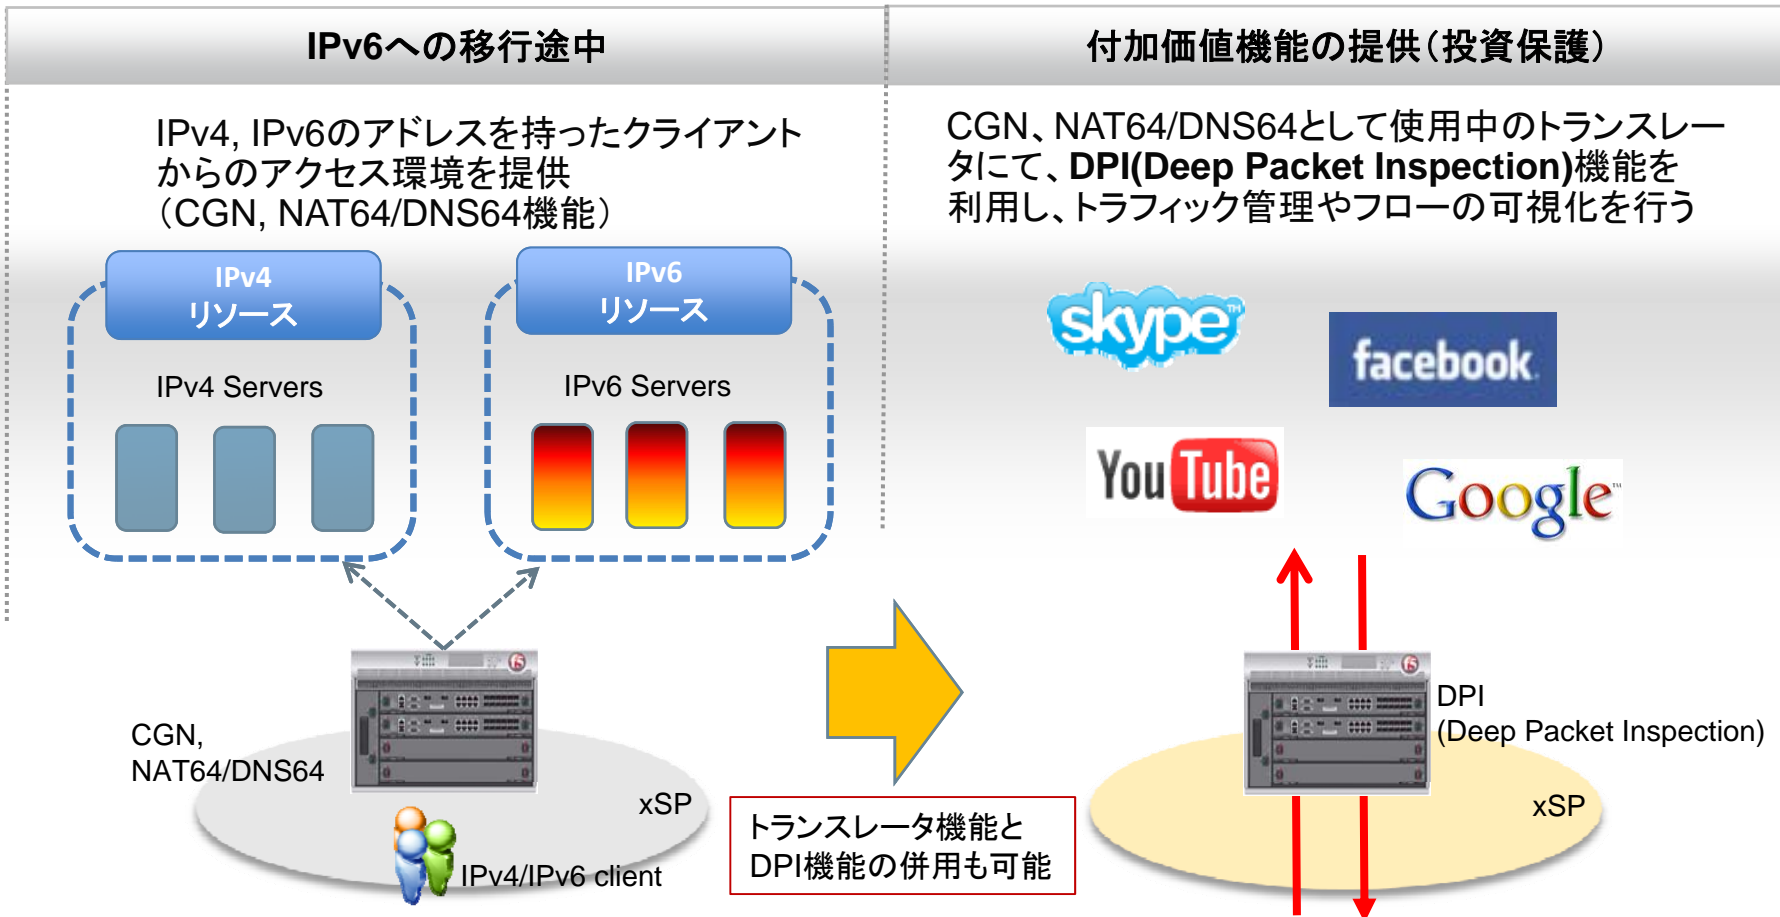 IPv6への移行途中
付加価値機能の提供(投資保護)
IPv4, IPv6のアドレスを持ったクライアント
からのアクセス環境を提供
(CGN, NAT64/DNS64機能)
CGN、NAT64/DNS64として使用中のトランスレー
タにて、DPI(Deep Packet Inspection)機能を
利用し、トラフィック管理やフローの可視化を行う
IPv4
リソース
IPv6
リソース
IPv4 Servers
IPv6 Servers
skype™
facebook
YouTube
Google™
f5
f5
CGN,
NAT64/DNS64
xSP
IPv4/IPv6 client
トランスレータ機能と
DPI機能の併用も可能
DPI
(Deep Packet Inspection)
xSP